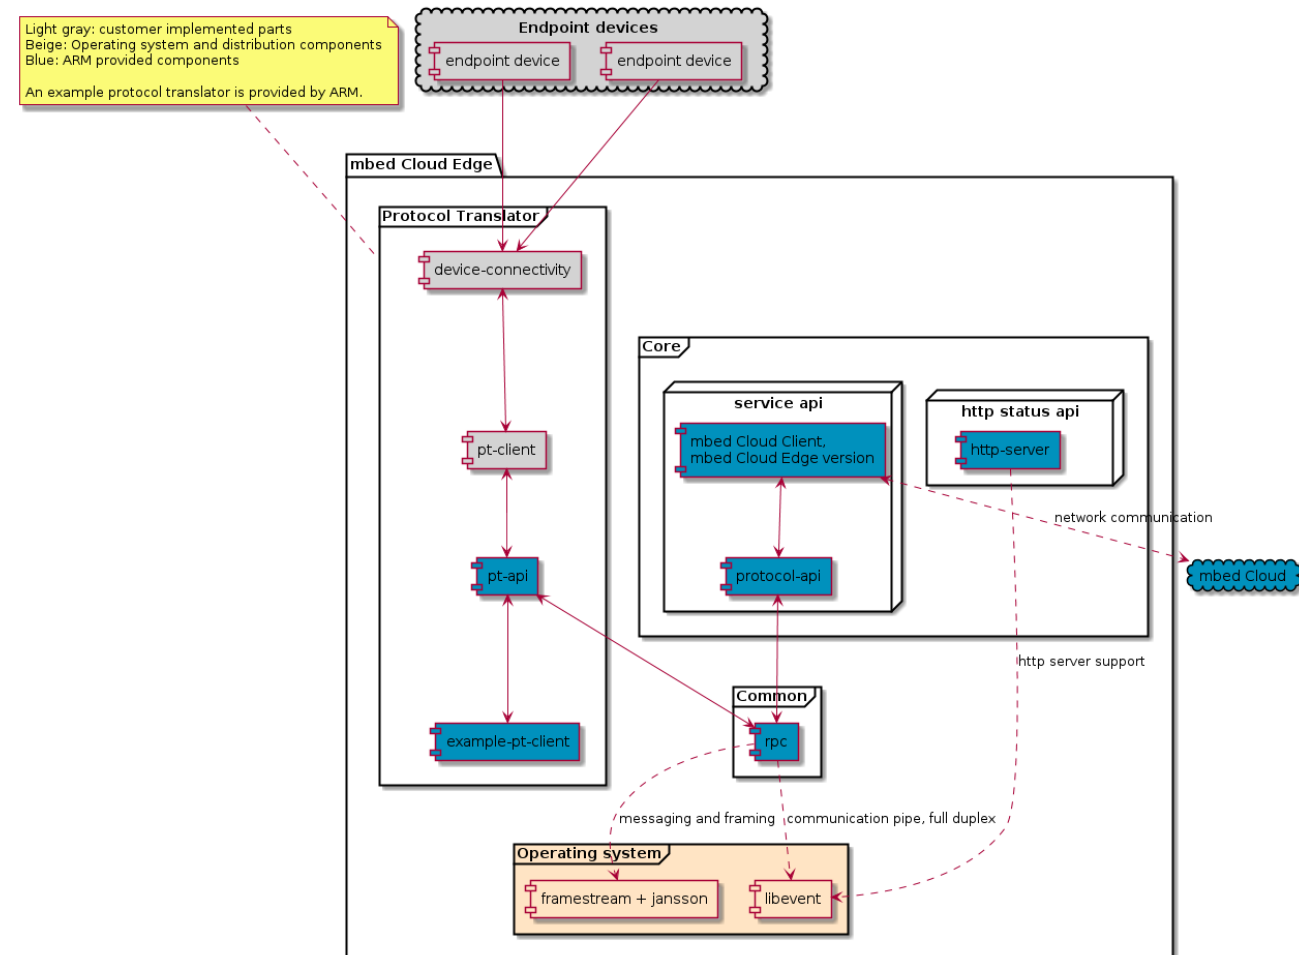 Light gray: customer implemented parts
Beige: Operating system and distribution components
Blue: ARM provided components
An example protocol translator is provided by ARM.
Endpoint devices
endpoint device
endpoint device
mbed Cloud Edge
Protocol Translator
device-connectivity
pt-client
pt-api
example-pt-client
Core
service api
mbed Cloud Client,
mbed Cloud Edge version
protocol-api
http status api
http-server
network communication
mbed Cloud
http server support
Common
rpc
messaging and framing
communication pipe, full duplex
Operating system
framestream + jansson
libevent